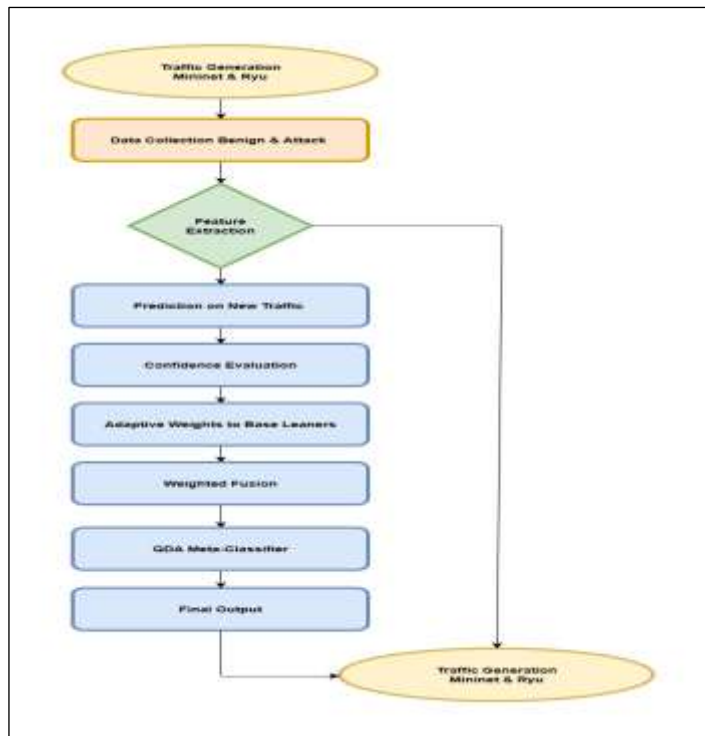 Traffic Generation
Mininet & Ryu
Data Collection Benign & Attack
Feature
Extraction
Prediction on New Traffic
Confidence Evaluation
Adaptive Weights to Base Leaners
Weighted Fusion
QDA Meta-Classifier
Final Output
Traffic Generation
Mininet & Ryu